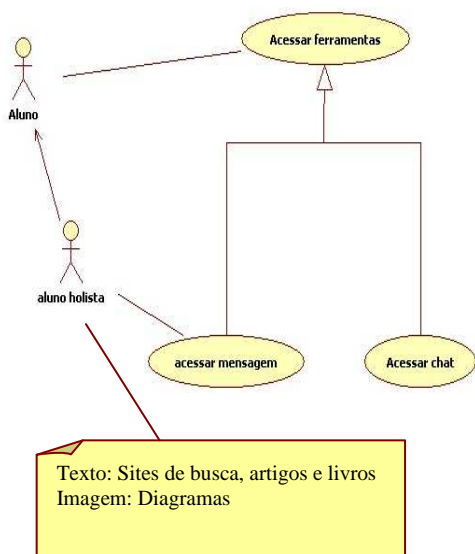 Acessar ferramentas
Aluno
aluno holista
acessar mensagem
Acessar chat
Texto: Sites de busca, artigos e livros
Imagem: Diagramas